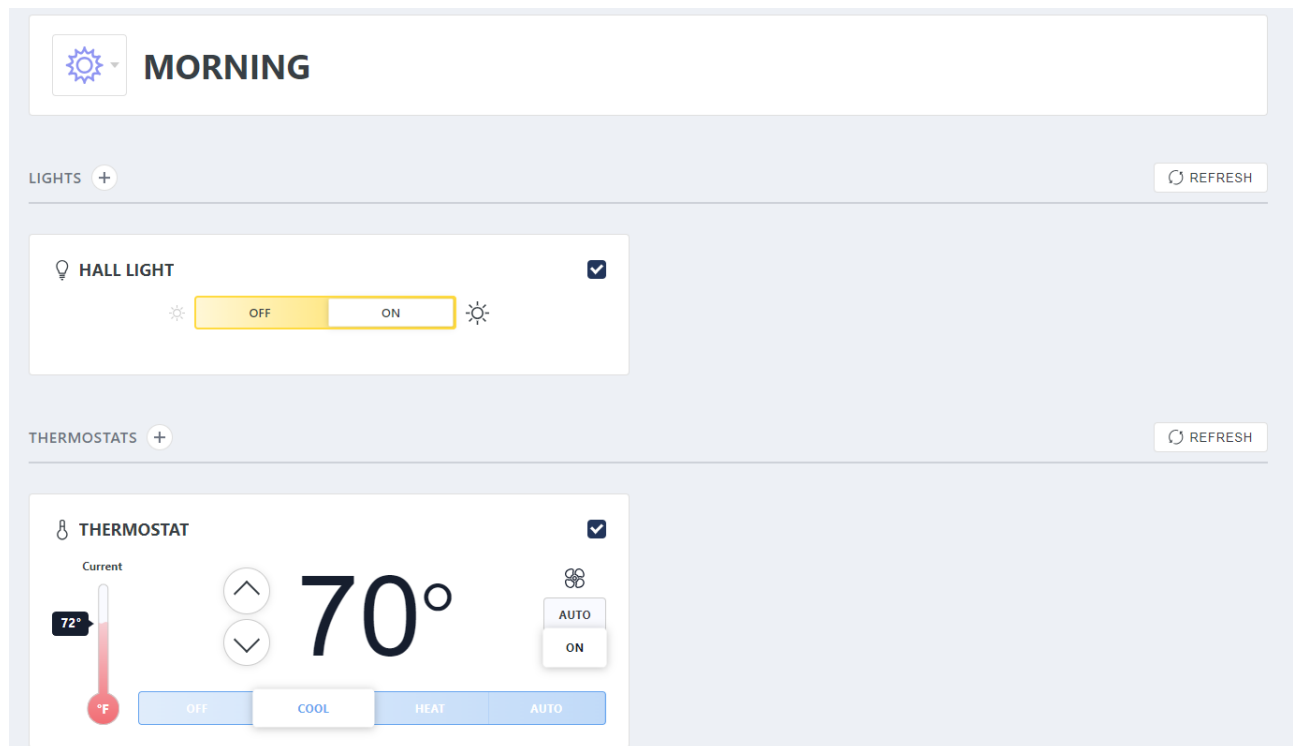 MORNING
LIGHTS +
REFRESH
HALL LIGHT
OFF ON
THERMOSTATS +
REFRESH
THERMOSTAT
Current
72°
°F
70°
AUTO
ON
OFF COOL HEAT AUTO